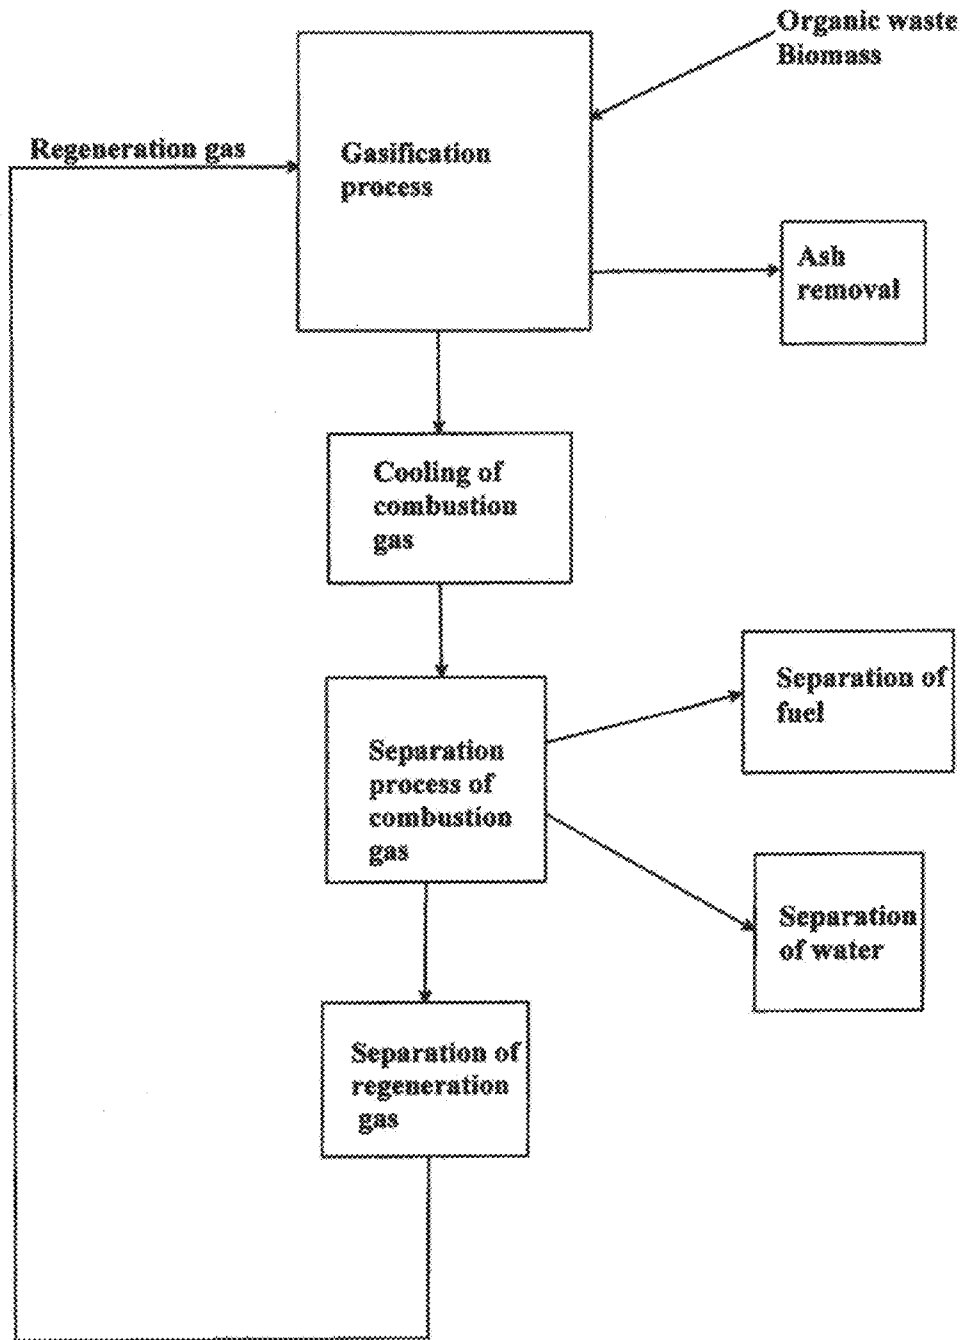 Organic waste
Biomass
Regeneration gas
Gasification
process
Ash
removal
Cooling of
combustion
gas
Separation of
fuel
Separation
process of
combustion
gas
Separation
of water
Separation of
regeneration
gas